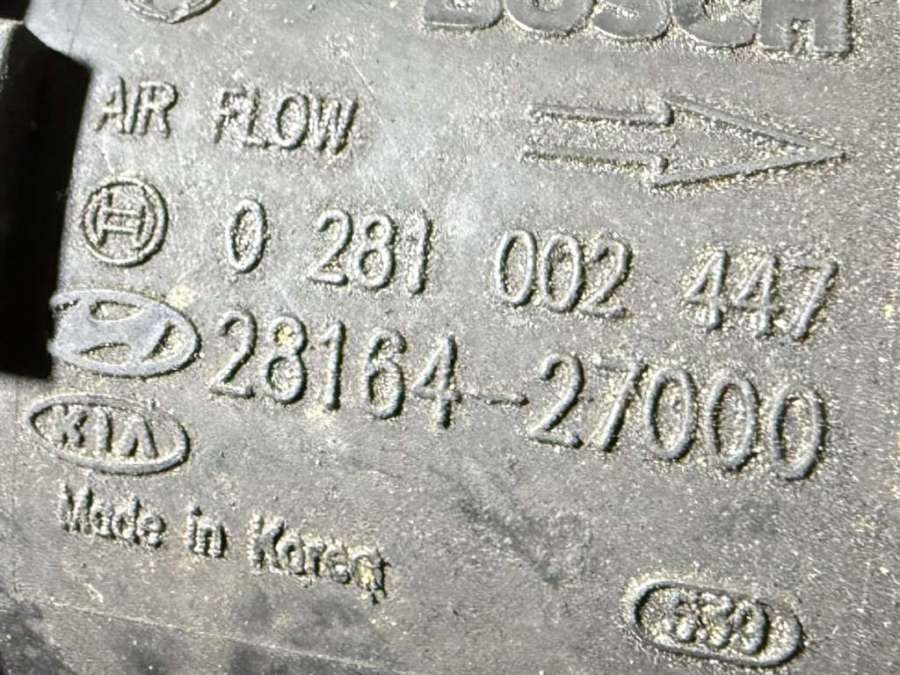 BOSCH
AIR FLOW
0 281 002 447
28164-27000
KIA
Made in Korea